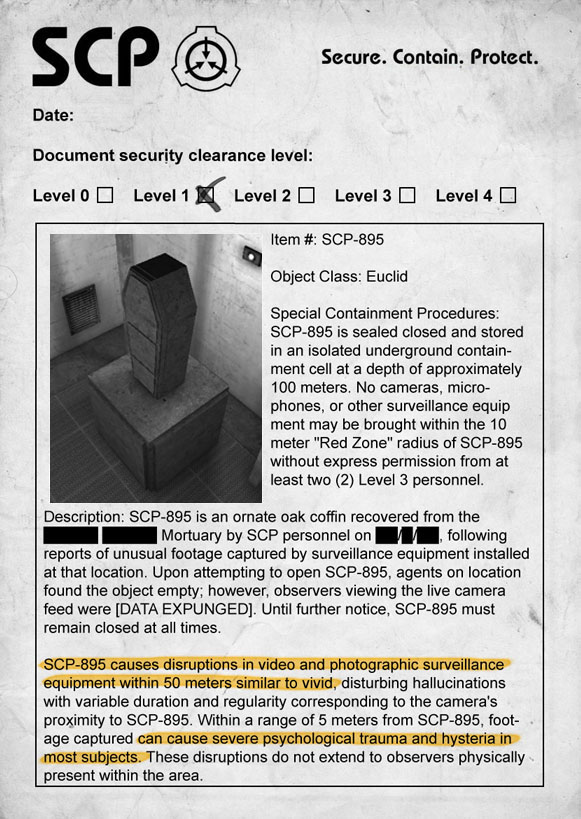 SCP
Secure. Contain. Protect.
Date:
Document security clearance level:
Level 0 Level 1 Level 2 Level 3 Level 4
Item #: SCP-895
Object Class: Euclid
Special Containment Procedures:
SCP-895 is sealed closed and stored
in an isolated underground contain-
ment cell at a depth of approximately
100 meters. No cameras, micro-
phones, or other surveillance equip
ment may be brought within the 10
meter "Red Zone" radius of SCP-895
without express permission from at
least two (2) Level 3 personnel.
Description: SCP-895 is an ornate oak coffin recovered from the
Mortuary by SCP personnel on / / , following
reports of unusual footage captured by surveillance equipment installed
at that location. Upon attempting to open SCP-895, agents on location
found the object empty; however, observers viewing the live camera
feed were [DATA EXPUNGED]. Until further notice, SCP-895 must
remain closed at all times.
SCP-895 causes disruptions in video and photographic surveillance
equipment within 50 meters similar to vivid, disturbing hallucinations
with variable duration and regularity corresponding to the camera's
proximity to SCP-895. Within a range of 5 meters from SCP-895, foot-
age captured can cause severe psychological trauma and hysteria in
most subjects. These disruptions do not extend to observers physically
present within the area.